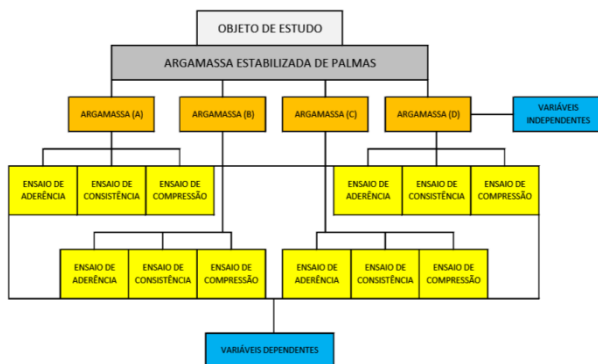 OBJETO DE ESTUDO
ARGAMASSA ESTABILIZADA DE PALMAS
ARGAMASSA (A)
ARGAMASSA (B)
ARGAMASSA (C)
ARGAMASSA (D)
VARIÁVEIS
INDEPENDENTES
ENSAIO DE
ADERÊNCIA
ENSAIO DE
CONSISTÊNCIA
ENSAIO DE
COMPRESSÃO
ENSAIO DE
ADERÊNCIA
ENSAIO DE
CONSISTÊNCIA
ENSAIO DE
COMPRESSÃO
ENSAIO DE
ADERÊNCIA
ENSAIO DE
CONSISTÊNCIA
ENSAIO DE
COMPRESSÃO
ENSAIO DE
ADERÊNCIA
ENSAIO DE
CONSISTÊNCIA
ENSAIO DE
COMPRESSÃO
VARIÁVEIS DEPENDENTES